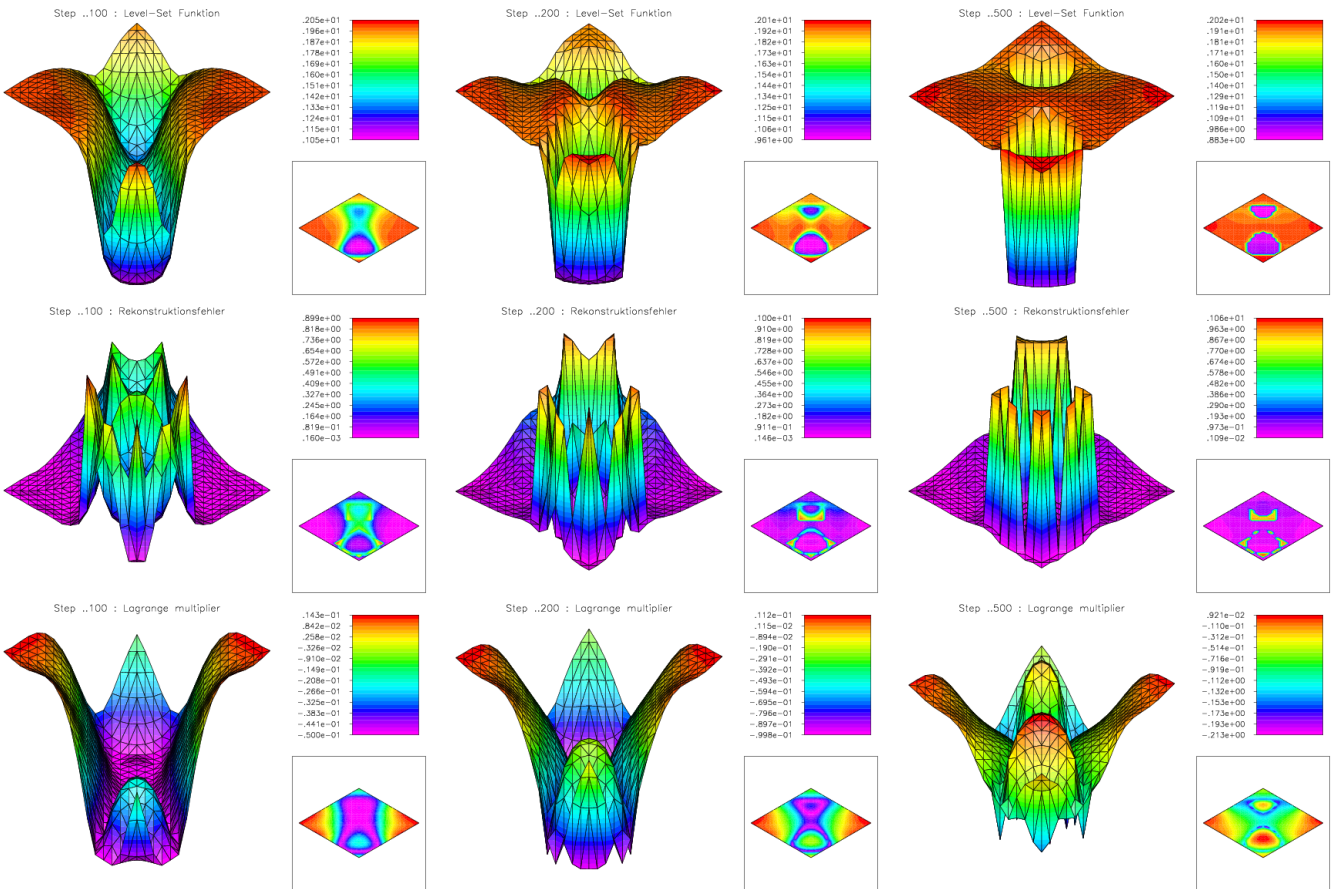 Step ..100 : Level-Set Funktion
.205e+01
.196e+01
.187e+01
.178e+01
.169e+01
.160e+01
.151e+01
.142e+01
.133e+01
.124e+01
.115e+01
.105e+01
Step ..200 : Level-Set Funktion
.201e+01
.192e+01
.182e+01
.173e+01
.163e+01
.154e+01
.144e+01
.134e+01
.125e+01
.115e+01
.106e+01
.961e+00
Step ..500 : Level-Set Funktion
.202e+01
.191e+01
.181e+01
.171e+01
.160e+01
.150e+01
.140e+01
.129e+01
.119e+01
.109e+01
.986e+00
.883e+00
Step ..100 : Rekonstruktionsfehler
.899e+00
.818e+00
.736e+00
.654e+00
.572e+00
.491e+00
.409e+00
.327e+00
.245e+00
.164e+00
.819e-01
.160e-03
Step ..200 : Rekonstruktionsfehler
.100e+01
.910e+00
.819e+00
.728e+00
.637e+00
.546e+00
.455e+00
.364e+00
.273e+00
.182e+00
.911e-01
.146e-03
Step ..500 : Rekonstruktionsfehler
.106e+01
.963e+00
.867e+00
.770e+00
.674e+00
.578e+00
.482e+00
.386e+00
.290e+00
.193e+00
.973e-01
.109e-02
Step ..100 : Lagrange multiplier
.143e-01
.842e-02
.258e-02
-.326e-02
-.910e-02
-.149e-01
-.208e-01
-.266e-01
-.325e-01
-.383e-01
-.441e-01
-.500e-01
Step ..200 : Lagrange multiplier
.112e-01
.115e-02
-.894e-02
-.190e-01
-.291e-01
-.392e-01
-.493e-01
-.594e-01
-.695e-01
-.796e-01
-.897e-01
-.998e-01
Step ..500 : Lagrange multiplier
.921e-02
-.110e-01
-.312e-01
-.514e-01
-.716e-01
-.919e-01
-.112e+00
-.132e+00
-.153e+00
-.173e+00
-.193e+00
-.213e+00